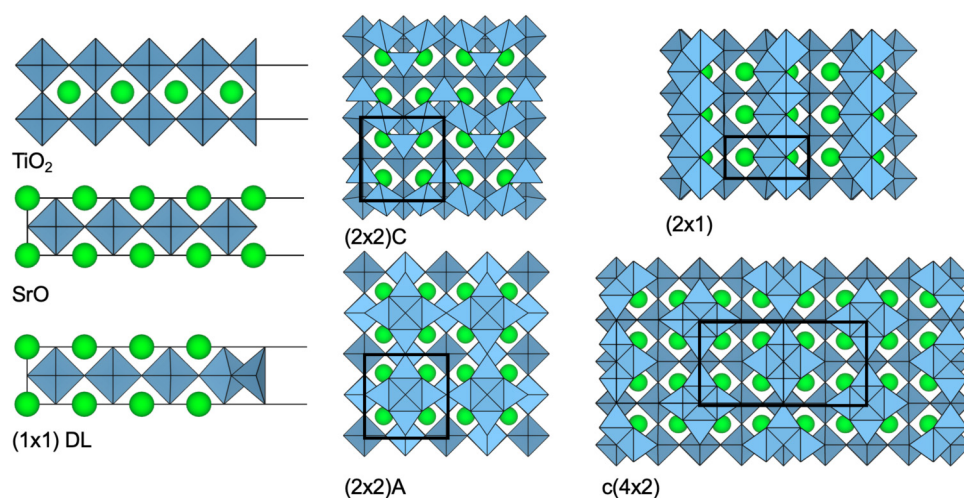 TiO₂
SrO
(1x1) DL
(2x2)C
(2x2)A
(2x1)
c(4x2)